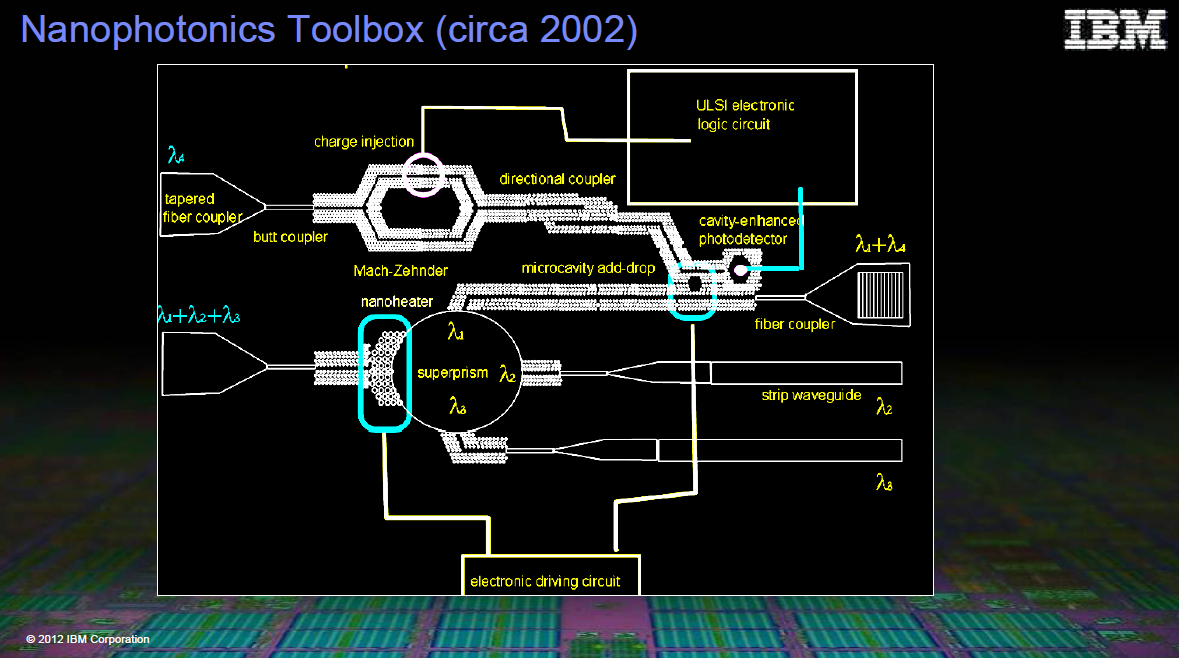 Nanophotonics Toolbox (circa 2002)
IBM
ULSI electronic
logic circuit
charge injection
λ4
directional coupler
tapered
fiber coupler
cavity-enhanced
photodetector
butt coupler
λ1+λ4
Mach-Zehnder
microcavity add-drop
nanoheater
λ1+λ2+λ3
fiber coupler
λ1
superprism
λ2
strip waveguide
λ3
λ2
λ3
electronic driving circuit
© 2012 IBM Corporation